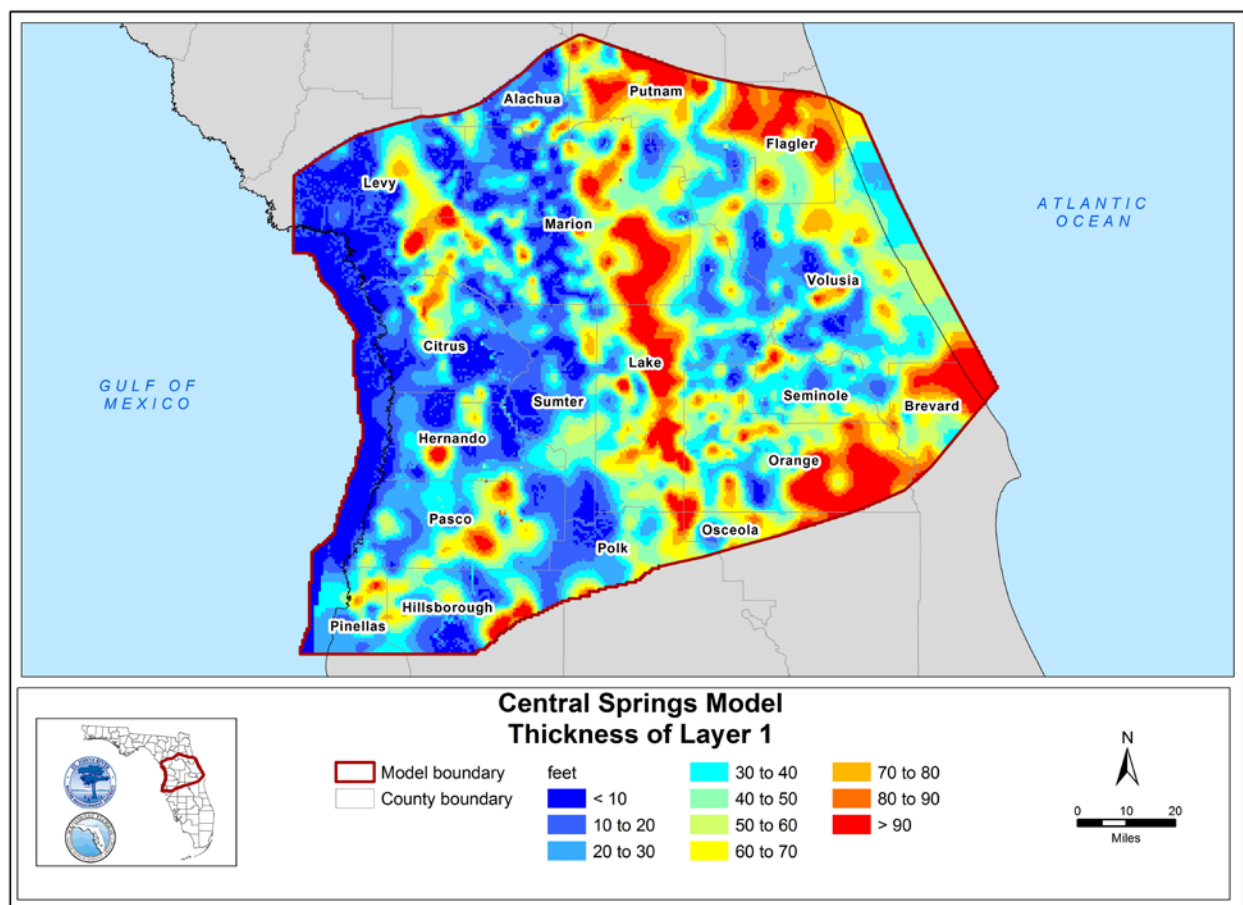 Alachua
Putnam
Flagler
Levy
Marion
ATLANTIC
OCEAN
Volusia
Citrus
Lake
GULF OF
MEXICO
Sumter
Seminole
Brevard
Hernando
Orange
Pasco
Osceola
Polk
Hillsborough
Pinellas
Central Springs Model
Thickness of Layer 1
Model boundary
County boundary
feet
< 10
10 to 20
20 to 30
30 to 40
40 to 50
50 to 60
60 to 70
70 to 80
80 to 90
> 90
N
0 10 20
Miles